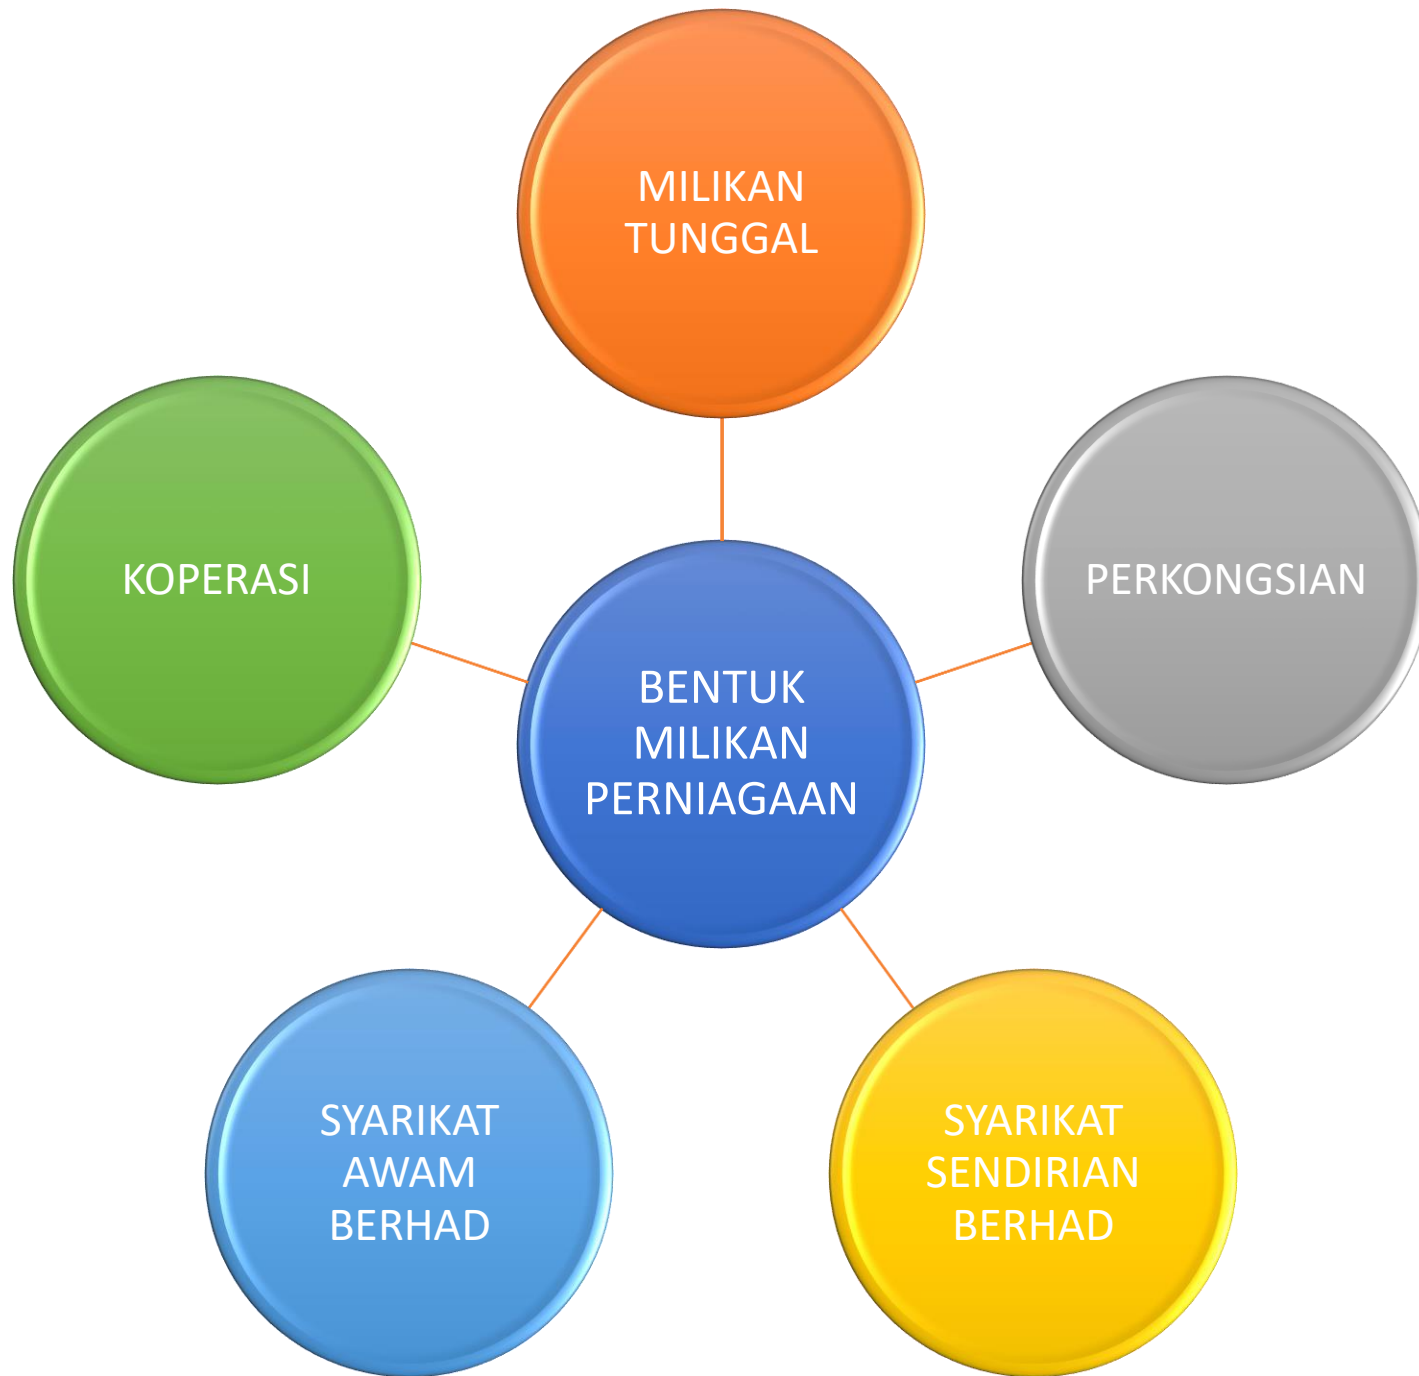 MILIKAN
TUNGGAL
KOPERASI
PERKONGSIAN
BENTUK
MILIKAN
PERNIAGAAN
SYARIKAT
AWAM
BERHAD
SYARIKAT
SENDIRIAN
BERHAD